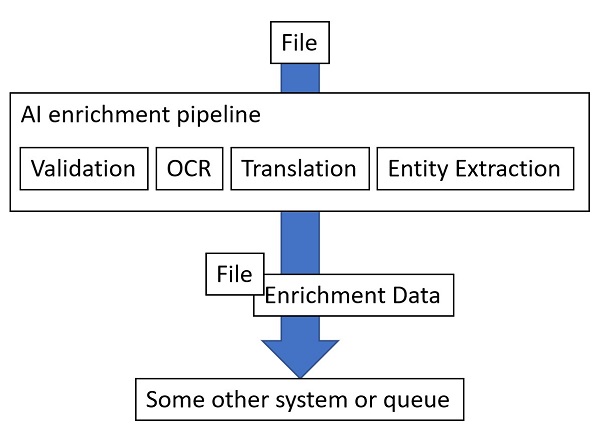 File
AI enrichment pipeline
Validation
OCR
Translation
Entity Extraction
File
Enrichment Data
Some other system or queue